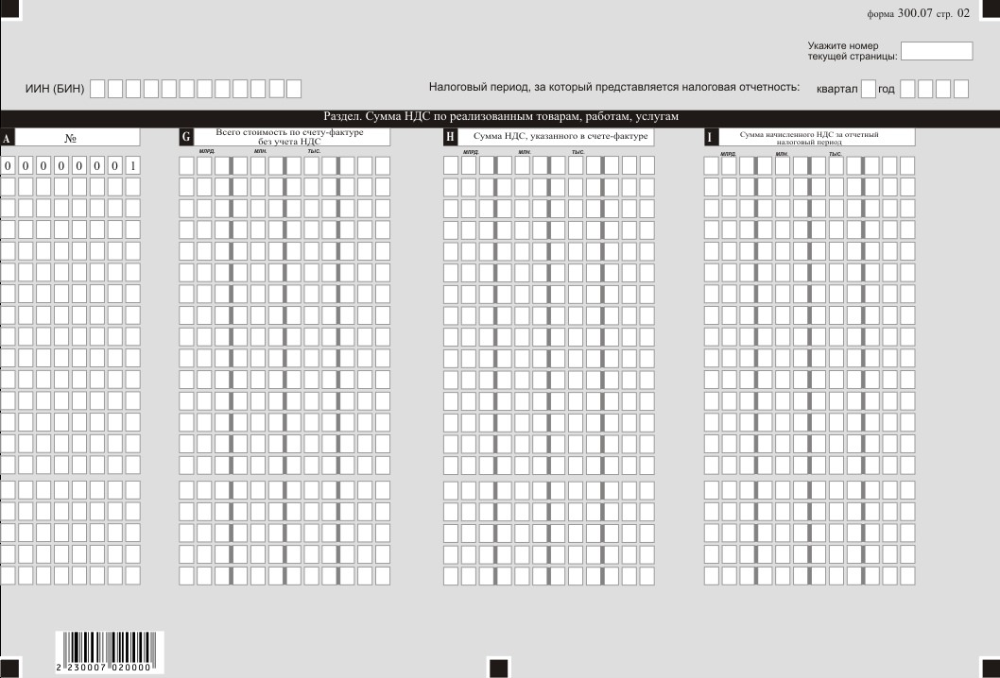 форма 300.07 стр. 02
Укажите номер
текущей страницы:
ИИН (БИН)
Налоговый период, за который представляется налоговая отчетность:
квартал
год
Раздел. Сумма НДС по реализованным товарам, работам, услугам
A
№
G
Всего стоимость по счету-фактуре
без учета НДС
H
Сумма НДС, указанного в счете-фактуре
I
Сумма начисленного НДС за отчетный
налоговый период
МЛРД. МЛН. ТЫС.
МЛРД. МЛН. ТЫС.
МЛРД. МЛН. ТЫС.
0 0 0 0 0 0 0 1
2 230007 020000